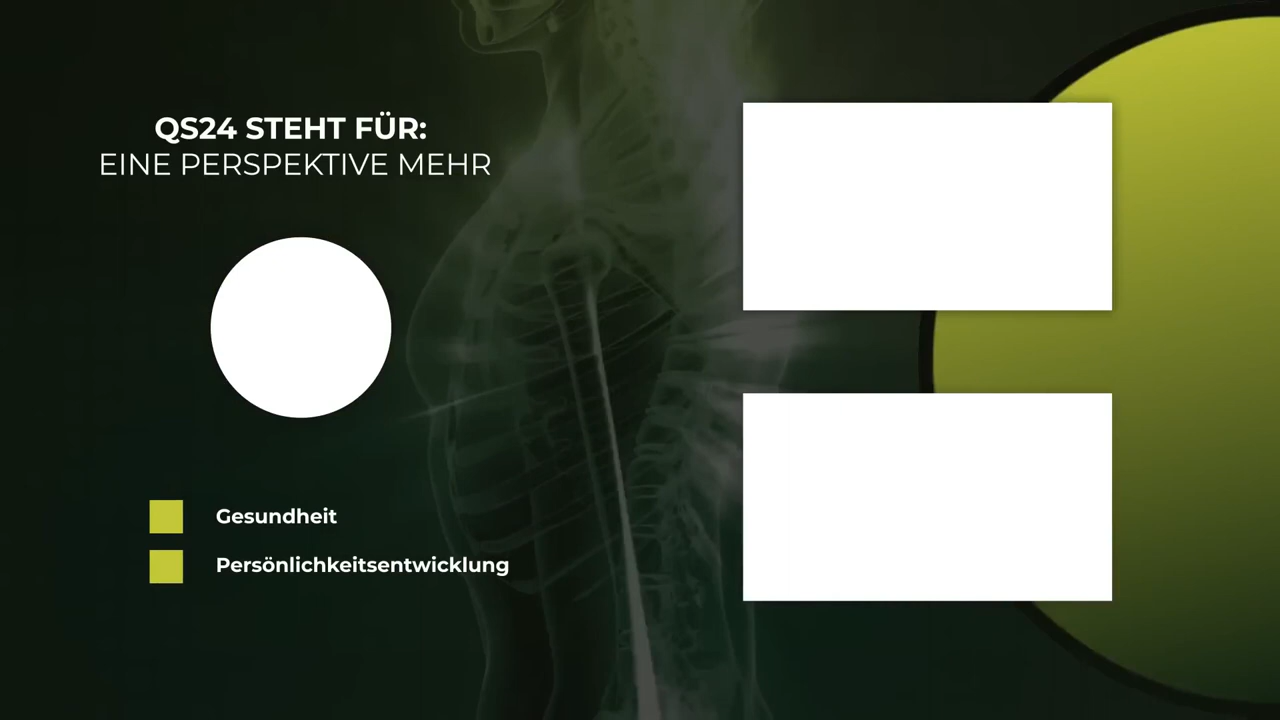 QS24 STEHT FÜR:
EINE PERSPEKTIVE MEHR
Gesundheit
Persönlichkeitsentwicklung